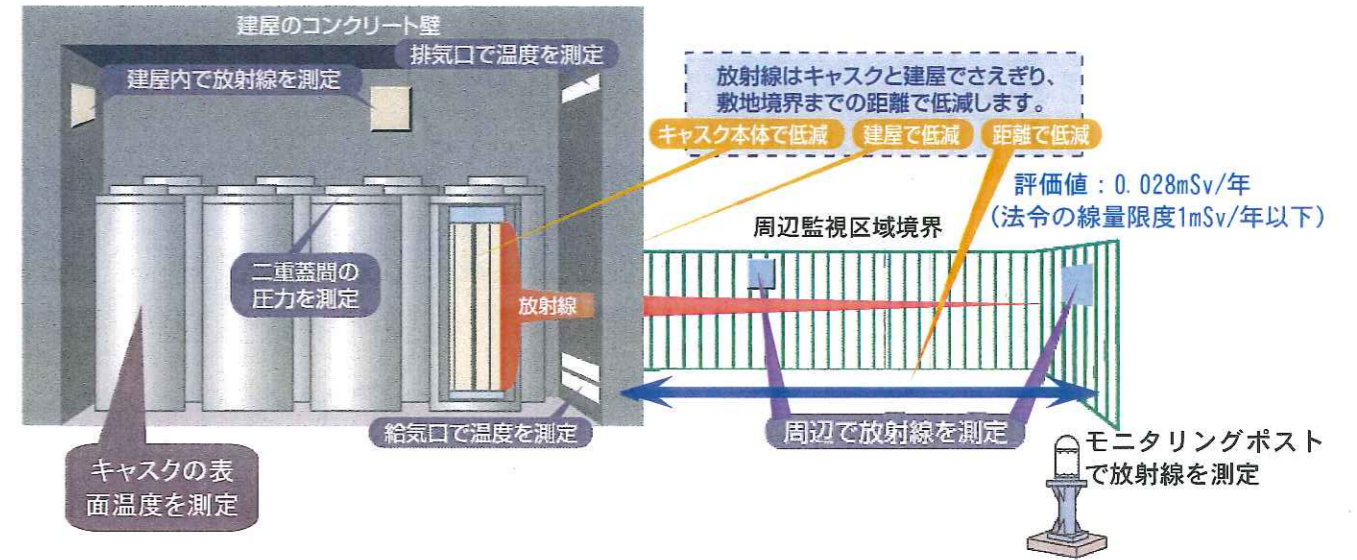 建屋のコンクリート壁
排気口で温度を測定
建屋内で放射線を測定
放射線はキャスクと建屋でさえぎり、
敷地境界までの距離で低減します。
キャスク本体で低減
建屋で低減
距離で低減
評価値：0.028mSv/年
（法令の線量限度1mSv/年以下）
周辺監視区域境界
二重蓋間の
圧力を測定
放射線
給気口で温度を測定
周辺で放射線を測定
キャスクの表
面温度を測定
モニタリングポスト
で放射線を測定